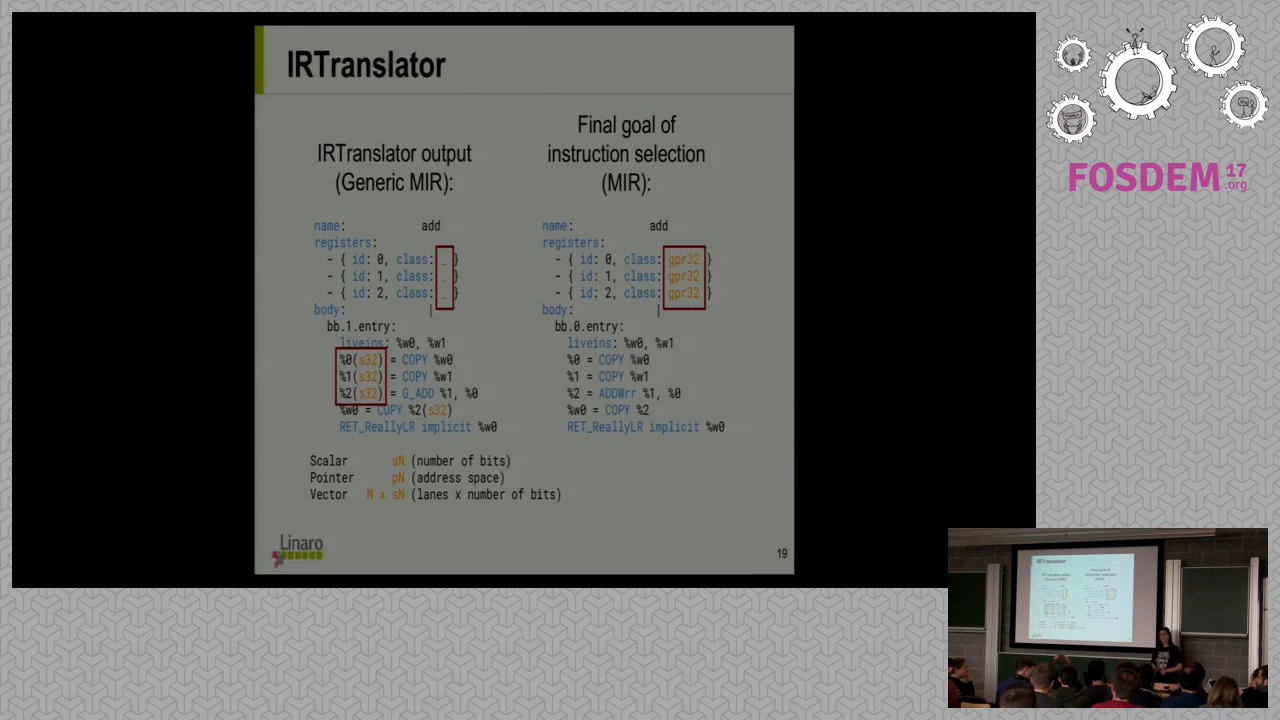 IRTranslator
IRTranslator output
(Generic MIR):
name: add
registers:
- { id: 0, class: _ }
- { id: 1, class: _ }
- { id: 2, class: _ }
body: |
bb.1.entry:
liveins: %w0, %w1
%0(s32) = COPY %w0
%1(s32) = COPY %w1
%2(s32) = G_ADD %1, %0
%w0 = COPY %2(s32)
RET_ReallyLR implicit %w0
Final goal of
instruction selection
(MIR):
name: add
registers:
- { id: 0, class: gpr32 }
- { id: 1, class: gpr32 }
- { id: 2, class: gpr32 }
body: |
bb.0.entry:
liveins: %w0, %w1
%0 = COPY %w0
%1 = COPY %w1
%2 = ADDWrr %1, %0
%w0 = COPY %2
RET_ReallyLR implicit %w0
Scalar sN (number of bits)
Pointer pN (address space)
Vector M x sN (lanes x number of bits)
Linaro
19
FOSDEM 17
.org
IRTranslator